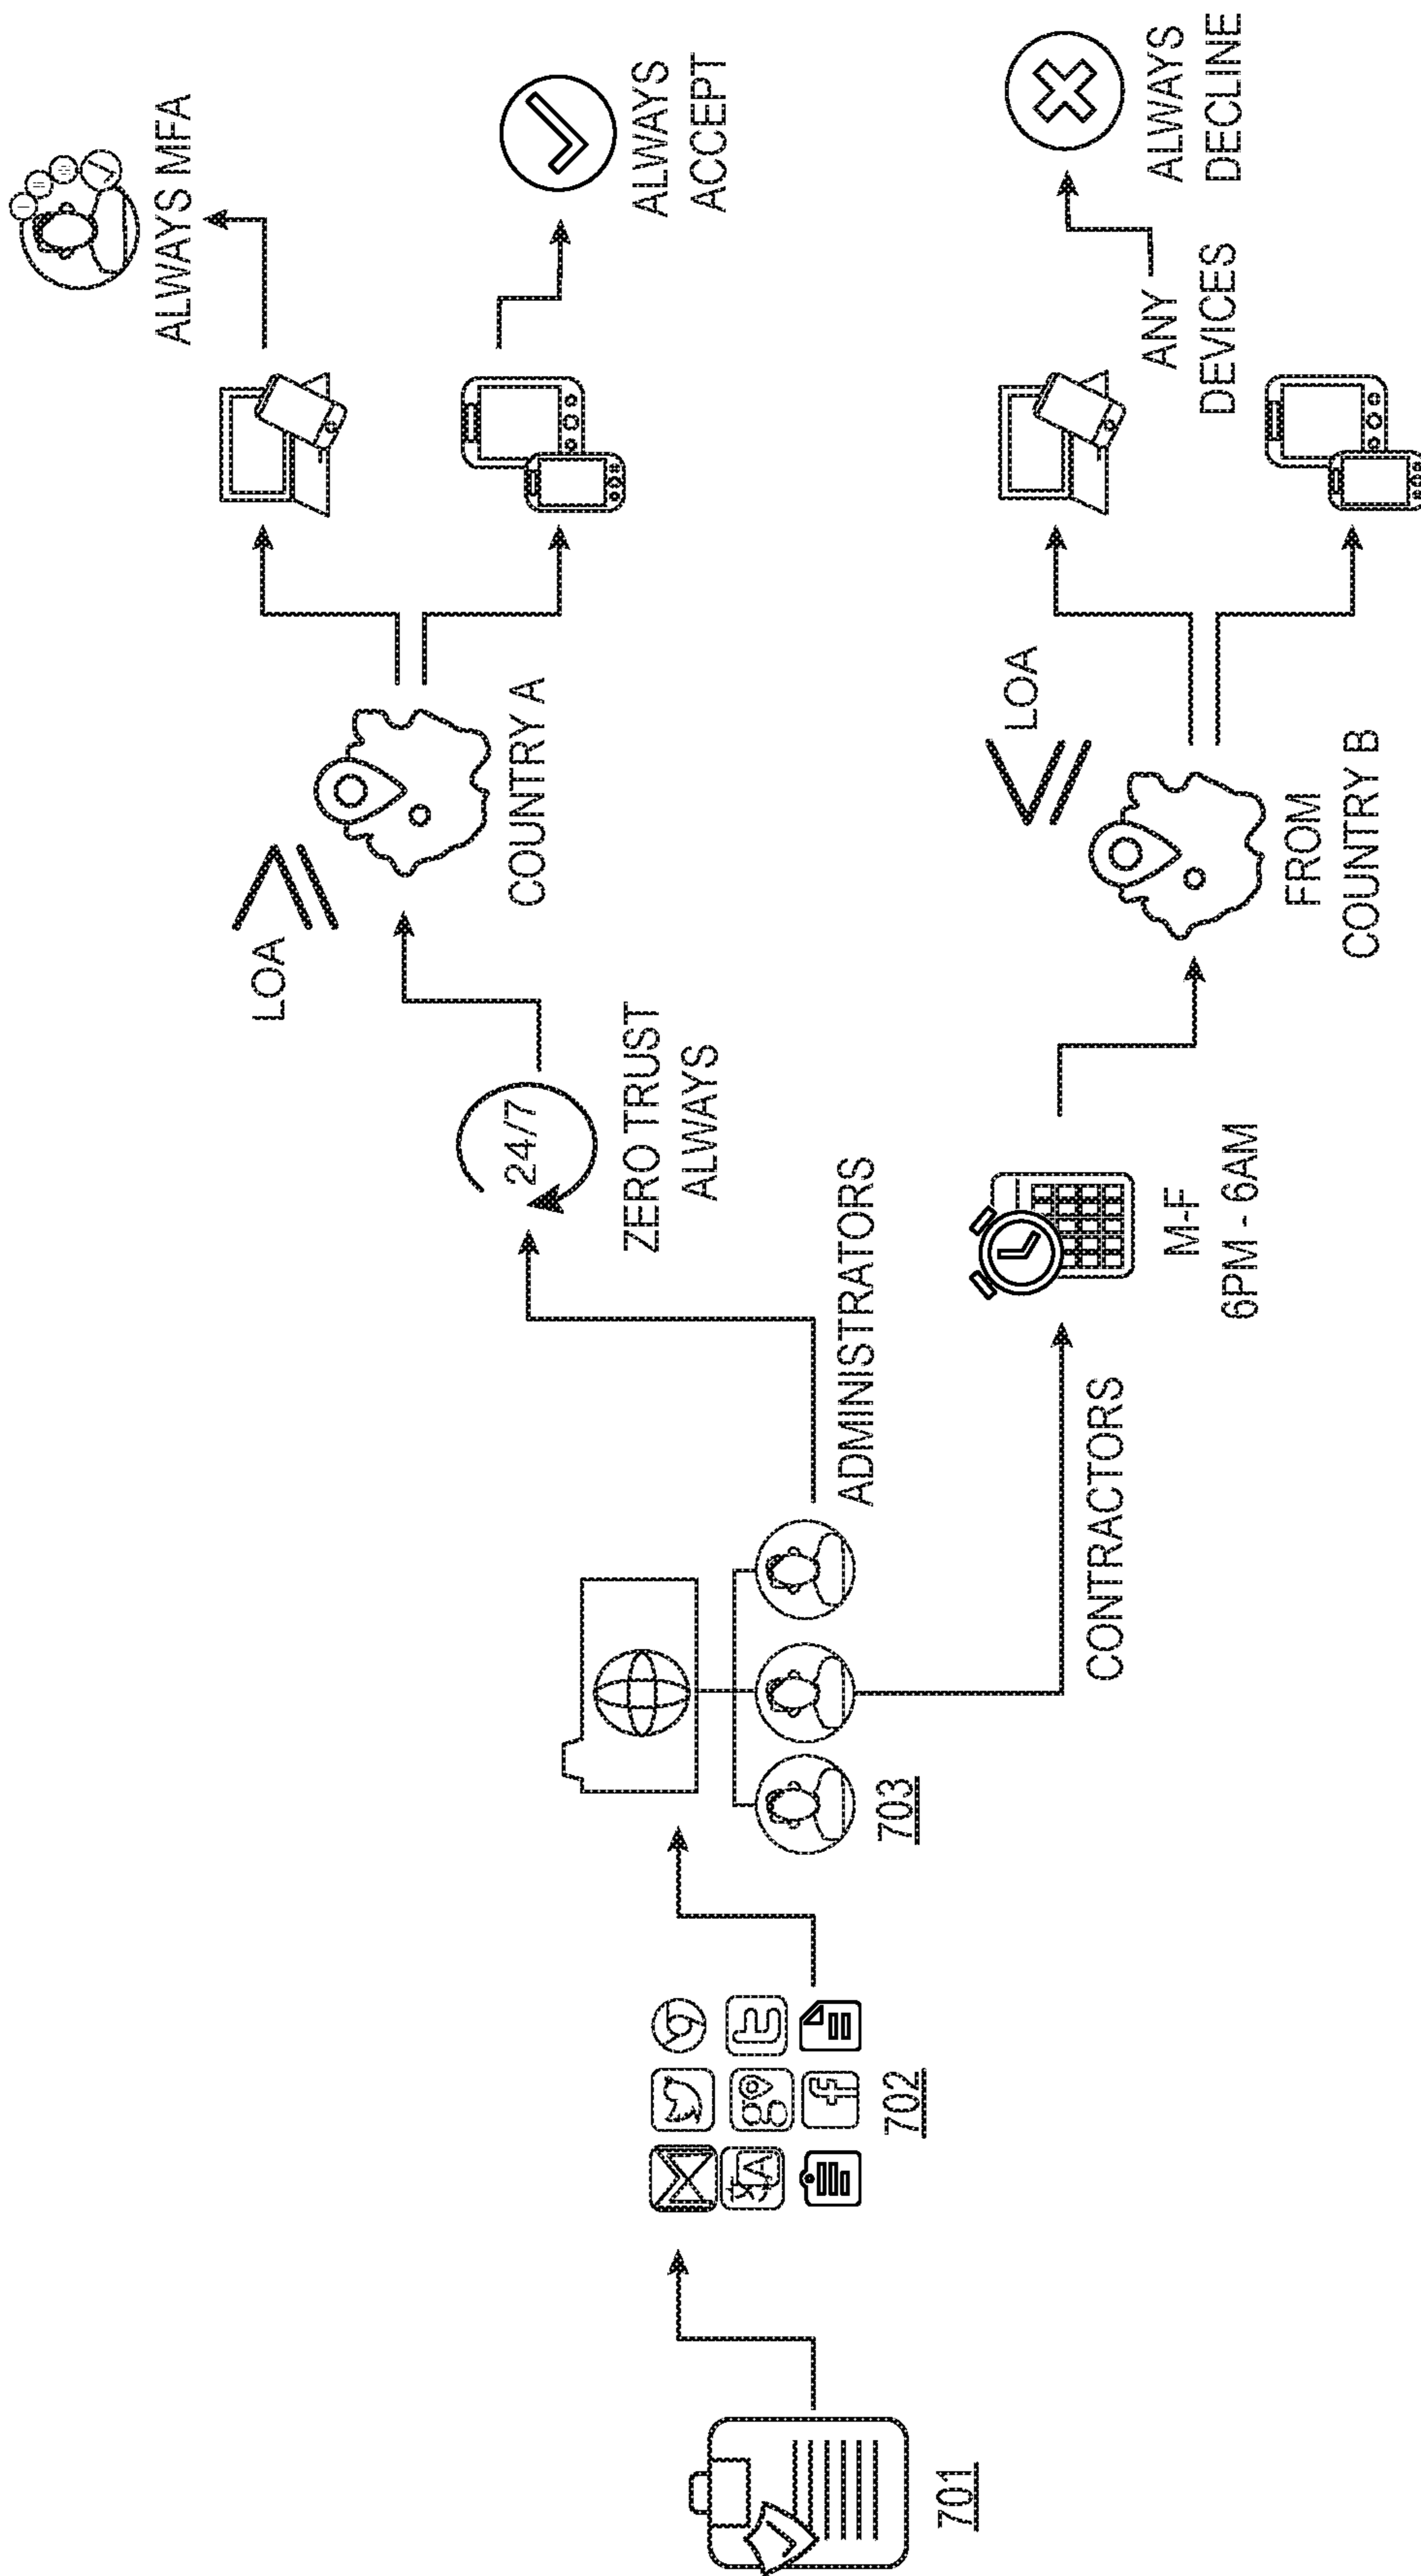 701
702
703
ADMINISTRATORS
CONTRACTORS
24/7
ZERO TRUST
ALWAYS
LOA ≥
COUNTRY A
ALWAYS MFA
ALWAYS
ACCEPT
M-F
6PM - 6AM
≤ LOA
FROM
COUNTRY B
ANY
DEVICES
ALWAYS
DECLINE